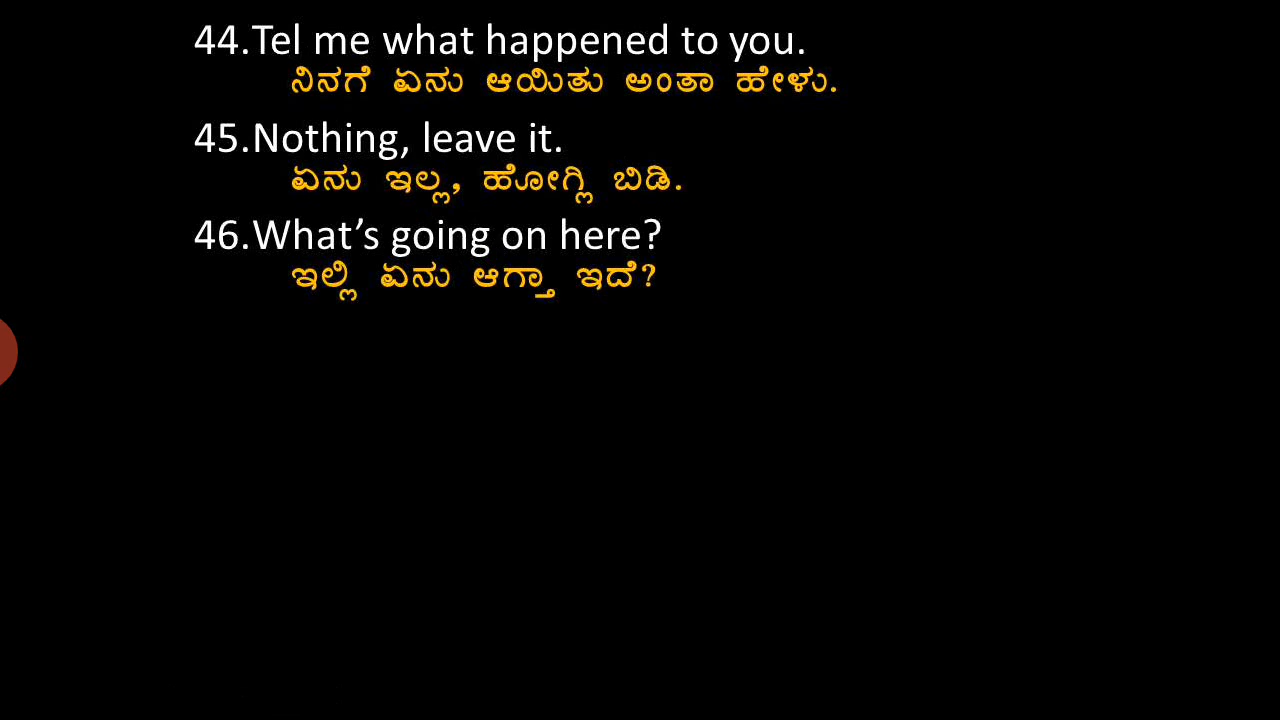 44.Tel me what happened to you.
ನಿನಗೆ ಏನು ಆಯಿತು ಅಂತಾ ಹೇಳು.
45.Nothing, leave it.
ಏನು ಇಲ್ಲ, ಹೋಗ್ಲಿ ಬಿಡಿ.
46.What’s going on here?
ಇಲ್ಲಿ ಏನು ಆಗ್ತಾ ಇದೆ?